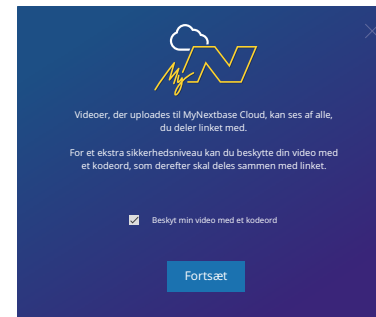 My N
Videoer, der uploades til MyNextbase Cloud, kan ses af alle,
du deler linket med.
For et ekstra sikkerhedsniveau kan du beskytte din video med
et kodeord, som derefter skal deles sammen med linket.
Beskyt min video med et kodeord
Fortsæt